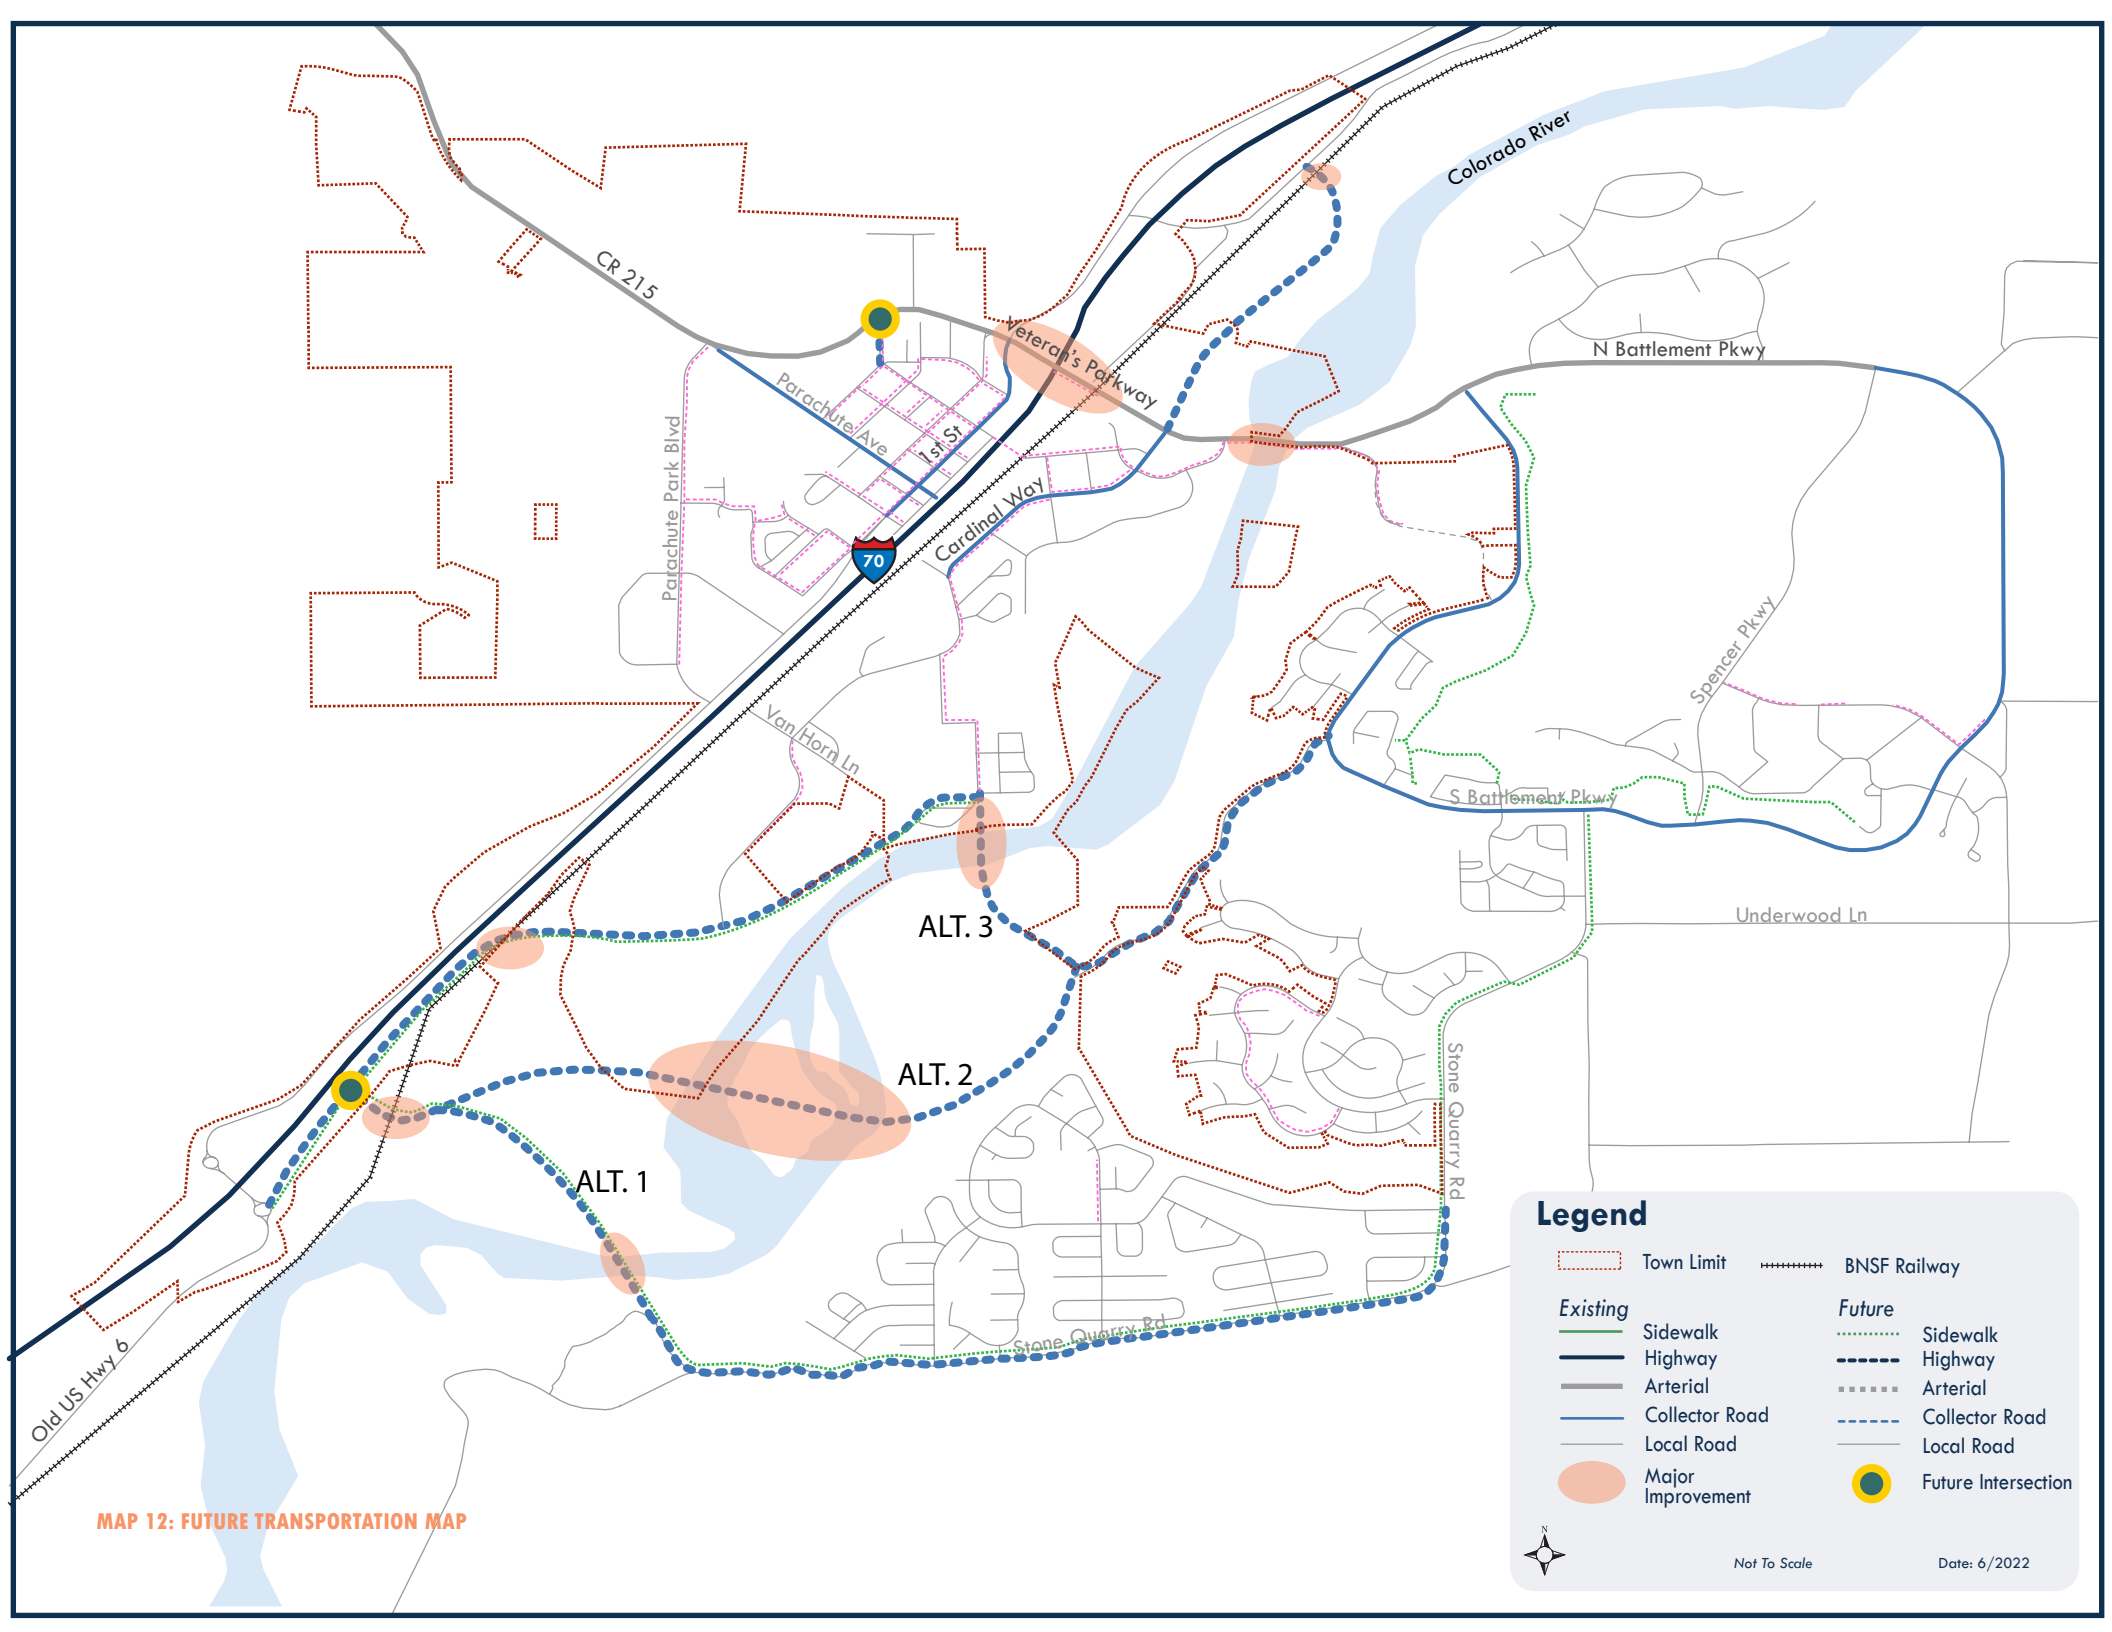 Colorado River
CR 215
Veteran's Parkway
N Battlement Pkwy
Parachute Ave
1st St
Parachute Park Blvd
Cardinal Way
70
Spencer Pkwy
Van Horn Ln
S Battlement Pkwy
Underwood Ln
ALT. 3
ALT. 2
ALT. 1
Stone Quarry Rd
Stone Quarry Rd
Old US Hwy 6
MAP 12: FUTURE TRANSPORTATION MAP
Legend
Town Limit
BNSF Railway
Existing
Future
Sidewalk
Sidewalk
Highway
Highway
Arterial
Arterial
Collector Road
Collector Road
Local Road
Local Road
Major
Improvement
Future Intersection
N
Not To Scale
Date: 6/2022